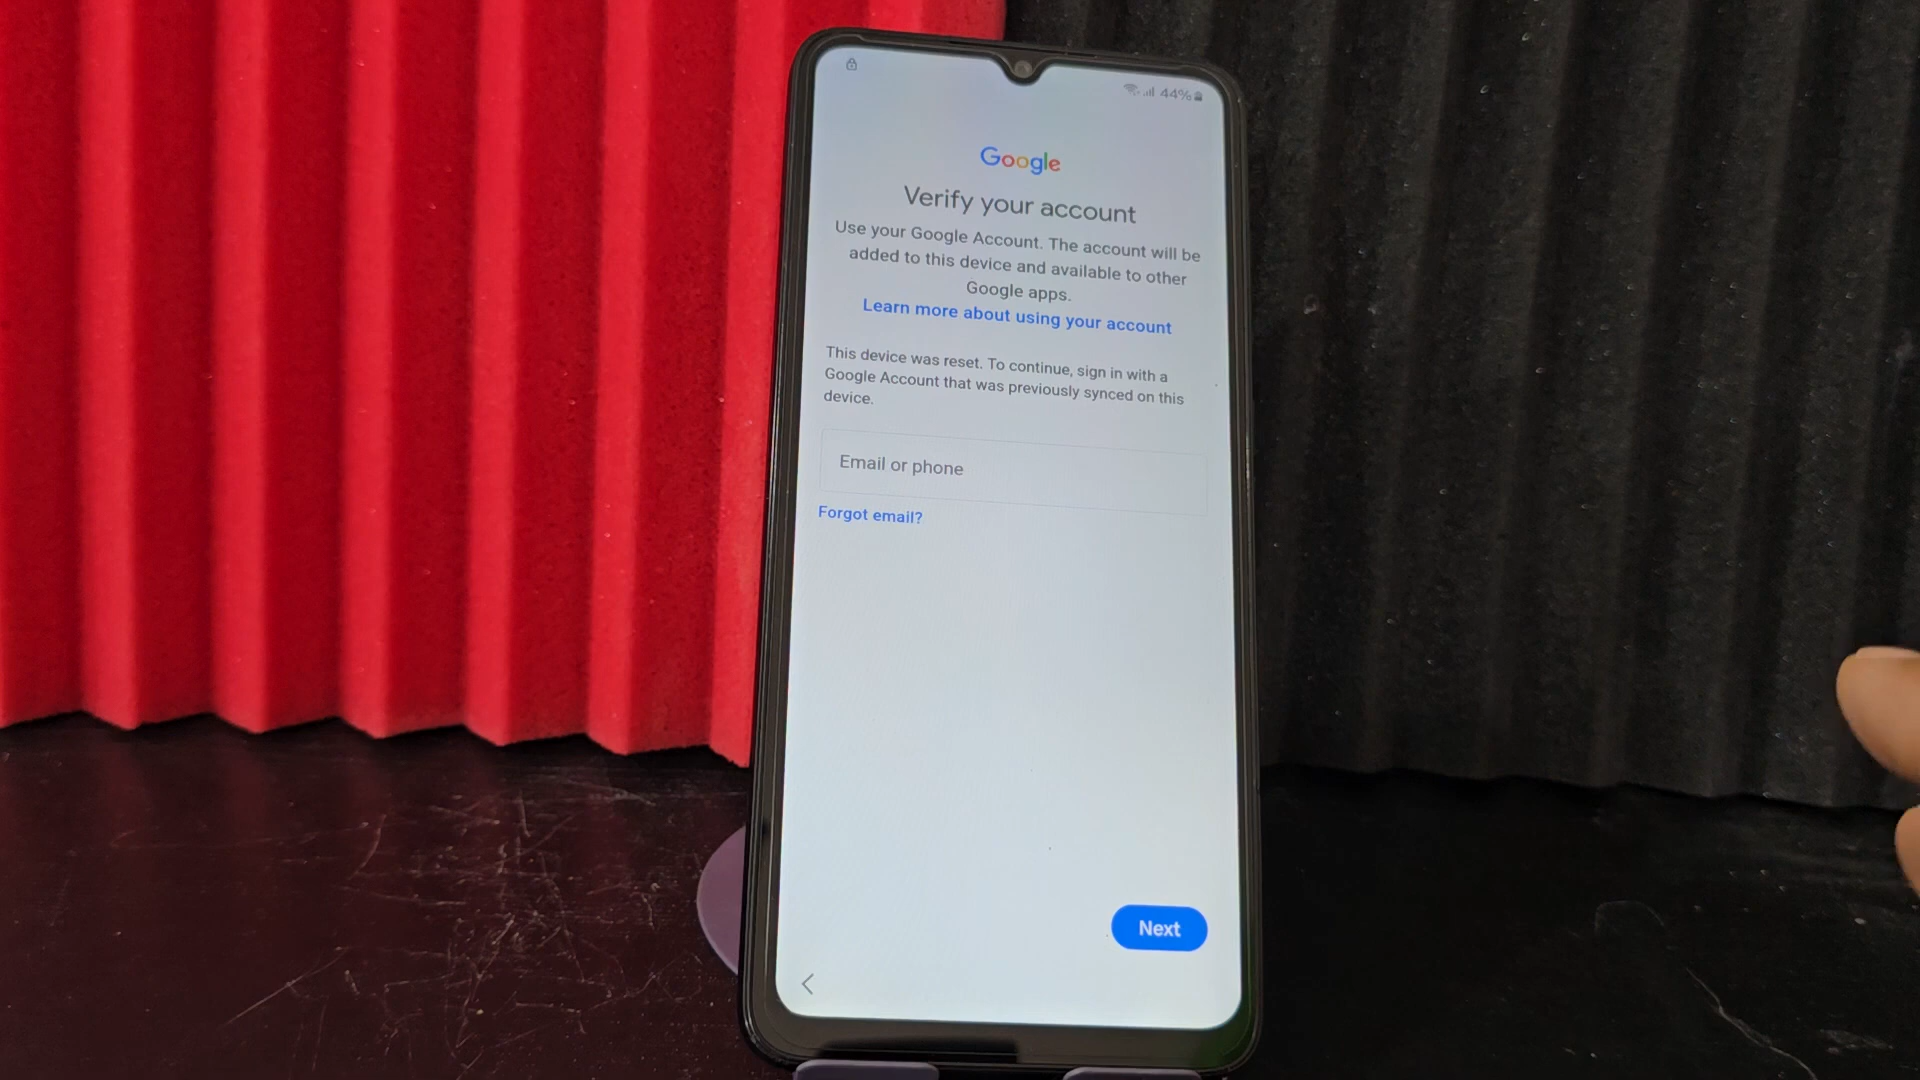 44%
Google
Verify your account
Use your Google Account. The account will be
added to this device and available to other
Google apps.
Learn more about using your account
This device was reset. To continue, sign in with a
Google Account that was previously synced on this
device.
Email or phone
Forgot email?
Next